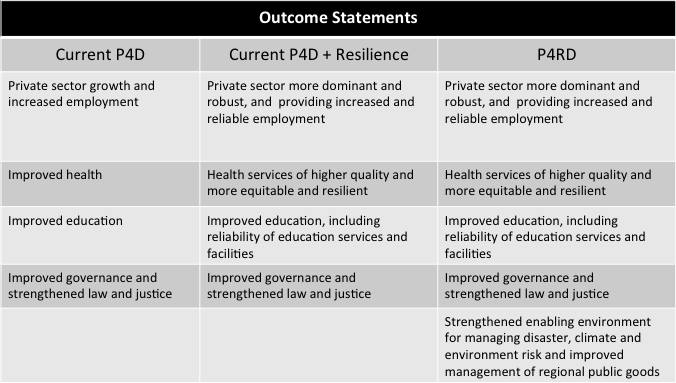 Outcome Statements
Current P4D
Current P4D + Resilience
P4RD
Private sector growth and
increased employment
Private sector more dominant and
robust, and  providing increased and
reliable employment
Private sector more dominant and
robust, and  providing increased and
reliable employment
Improved health
Health services of higher quality and
more equitable and resilient
Health services of higher quality and
more equitable and resilient
Improved education
Improved education, including
reliability of education services and
facilities
Improved education, including
reliability of education services and
facilities
Improved governance and
strengthened law and justice
Improved governance and
strengthened law and justice
Improved governance and
strengthened law and justice
Strengthened enabling environment
for managing disaster, climate and
environment risk and improved
management of regional public goods